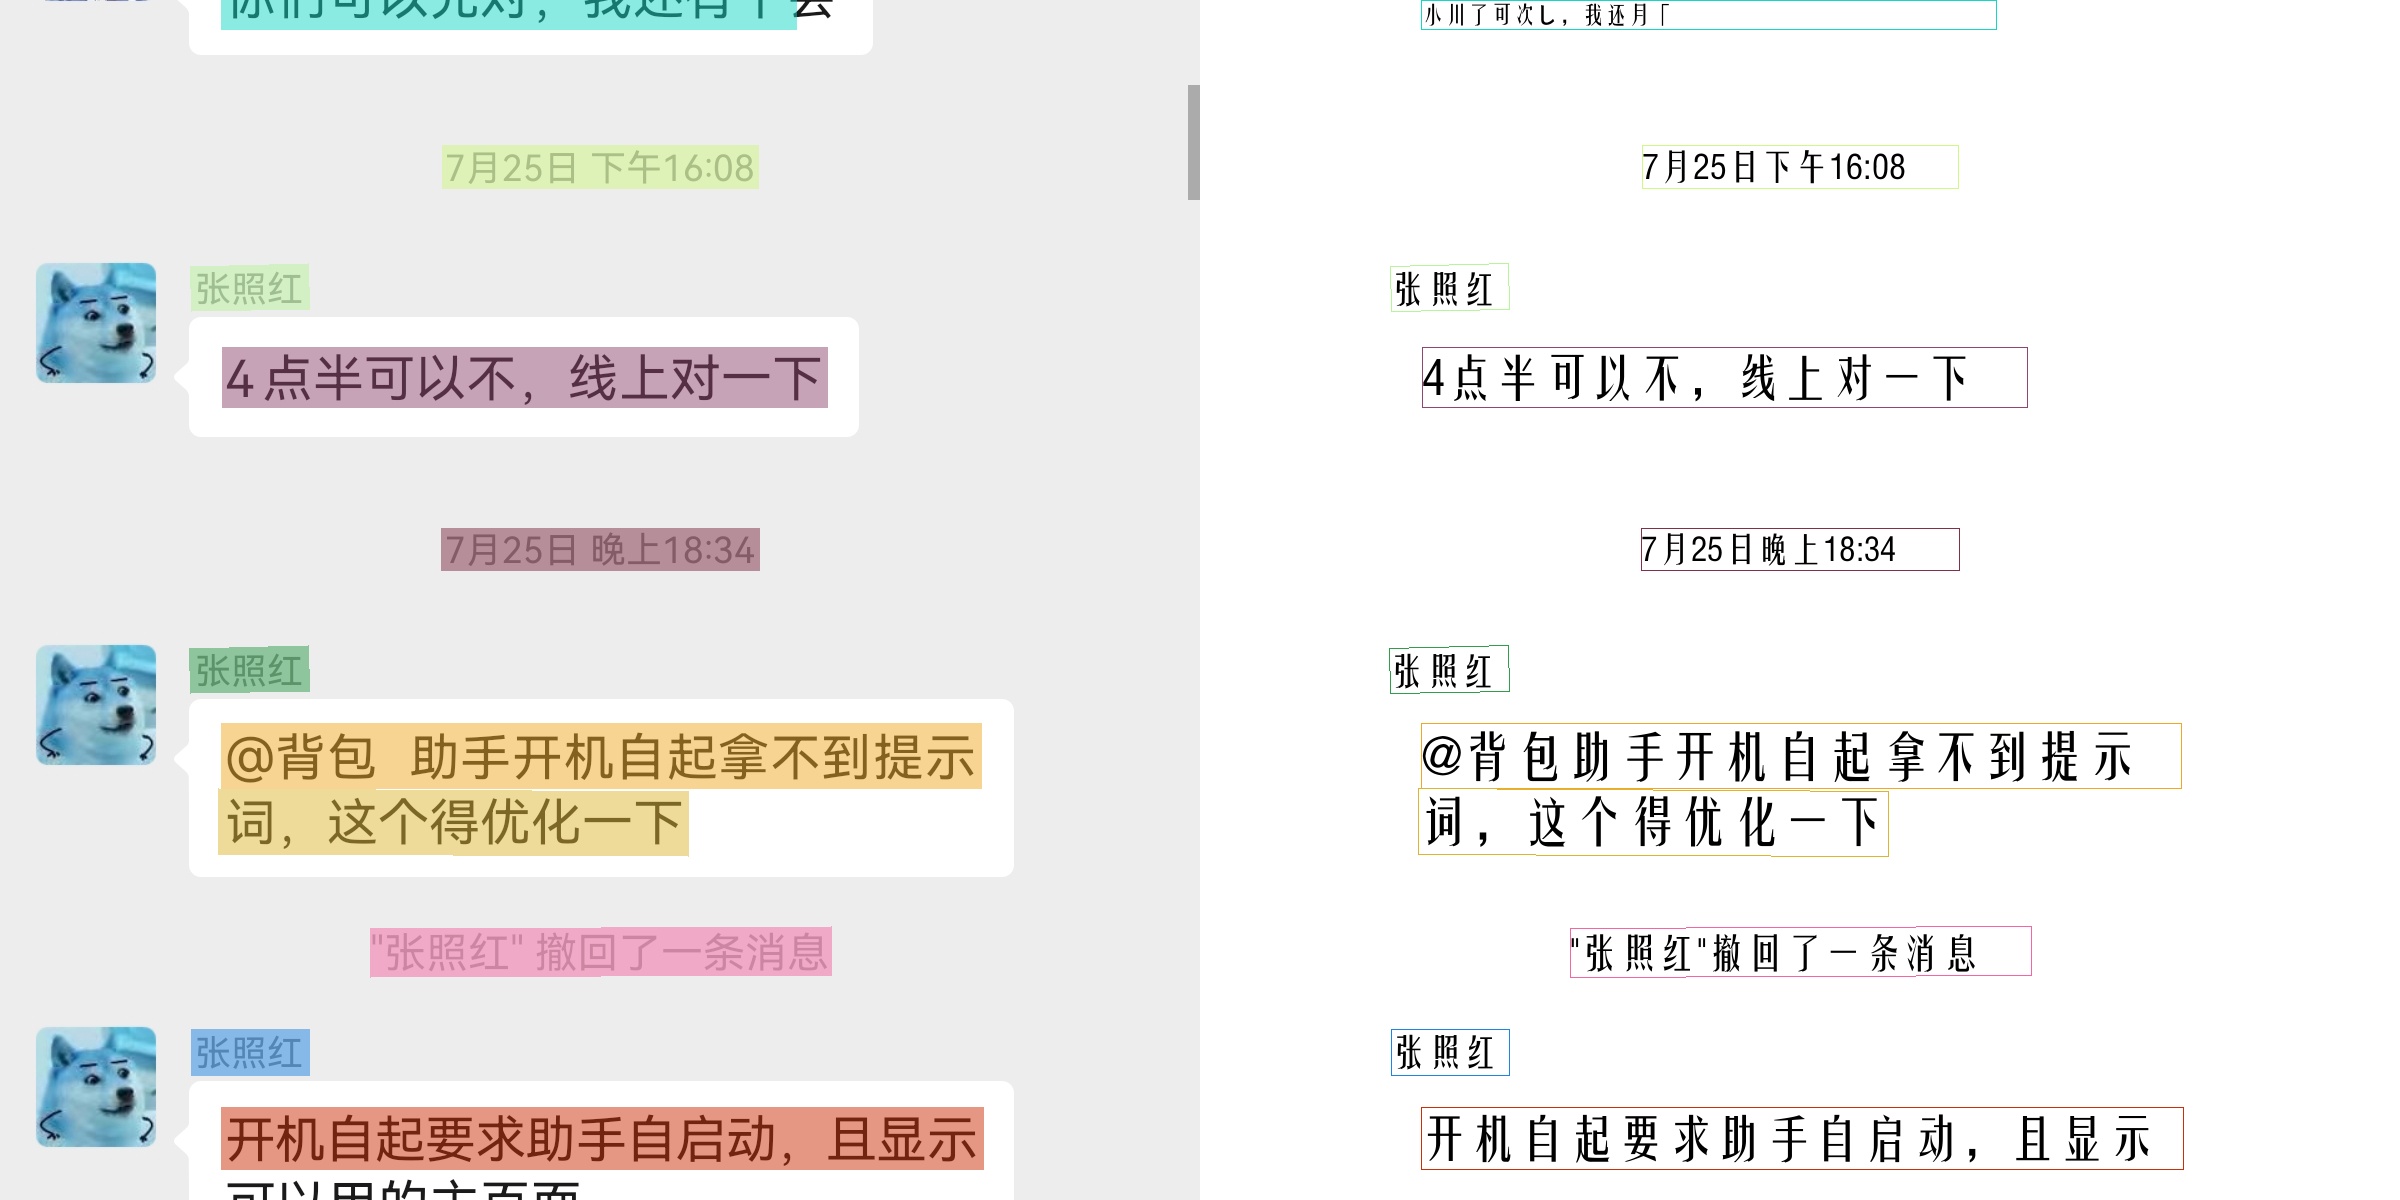 7月25日 下午16:08
张照红
4点半可以不，线上对一下
7月25日 晚上18:34
张照红
@背包 助手开机自起拿不到提示
词，这个得优化一下
"张照红" 撤回了一条消息
张照红
开机自起要求助手自启动，且显示
小川了可次し，我还月「
7月25日下午16:08
张照红
4点半可以不，线上对一下
7月25日晚上18:34
张照红
@背包助手开机自起拿不到提示
词，这个得优化一下
"张照红"撤回了一条消息
张照红
开机自起要求助手自启动，且显示